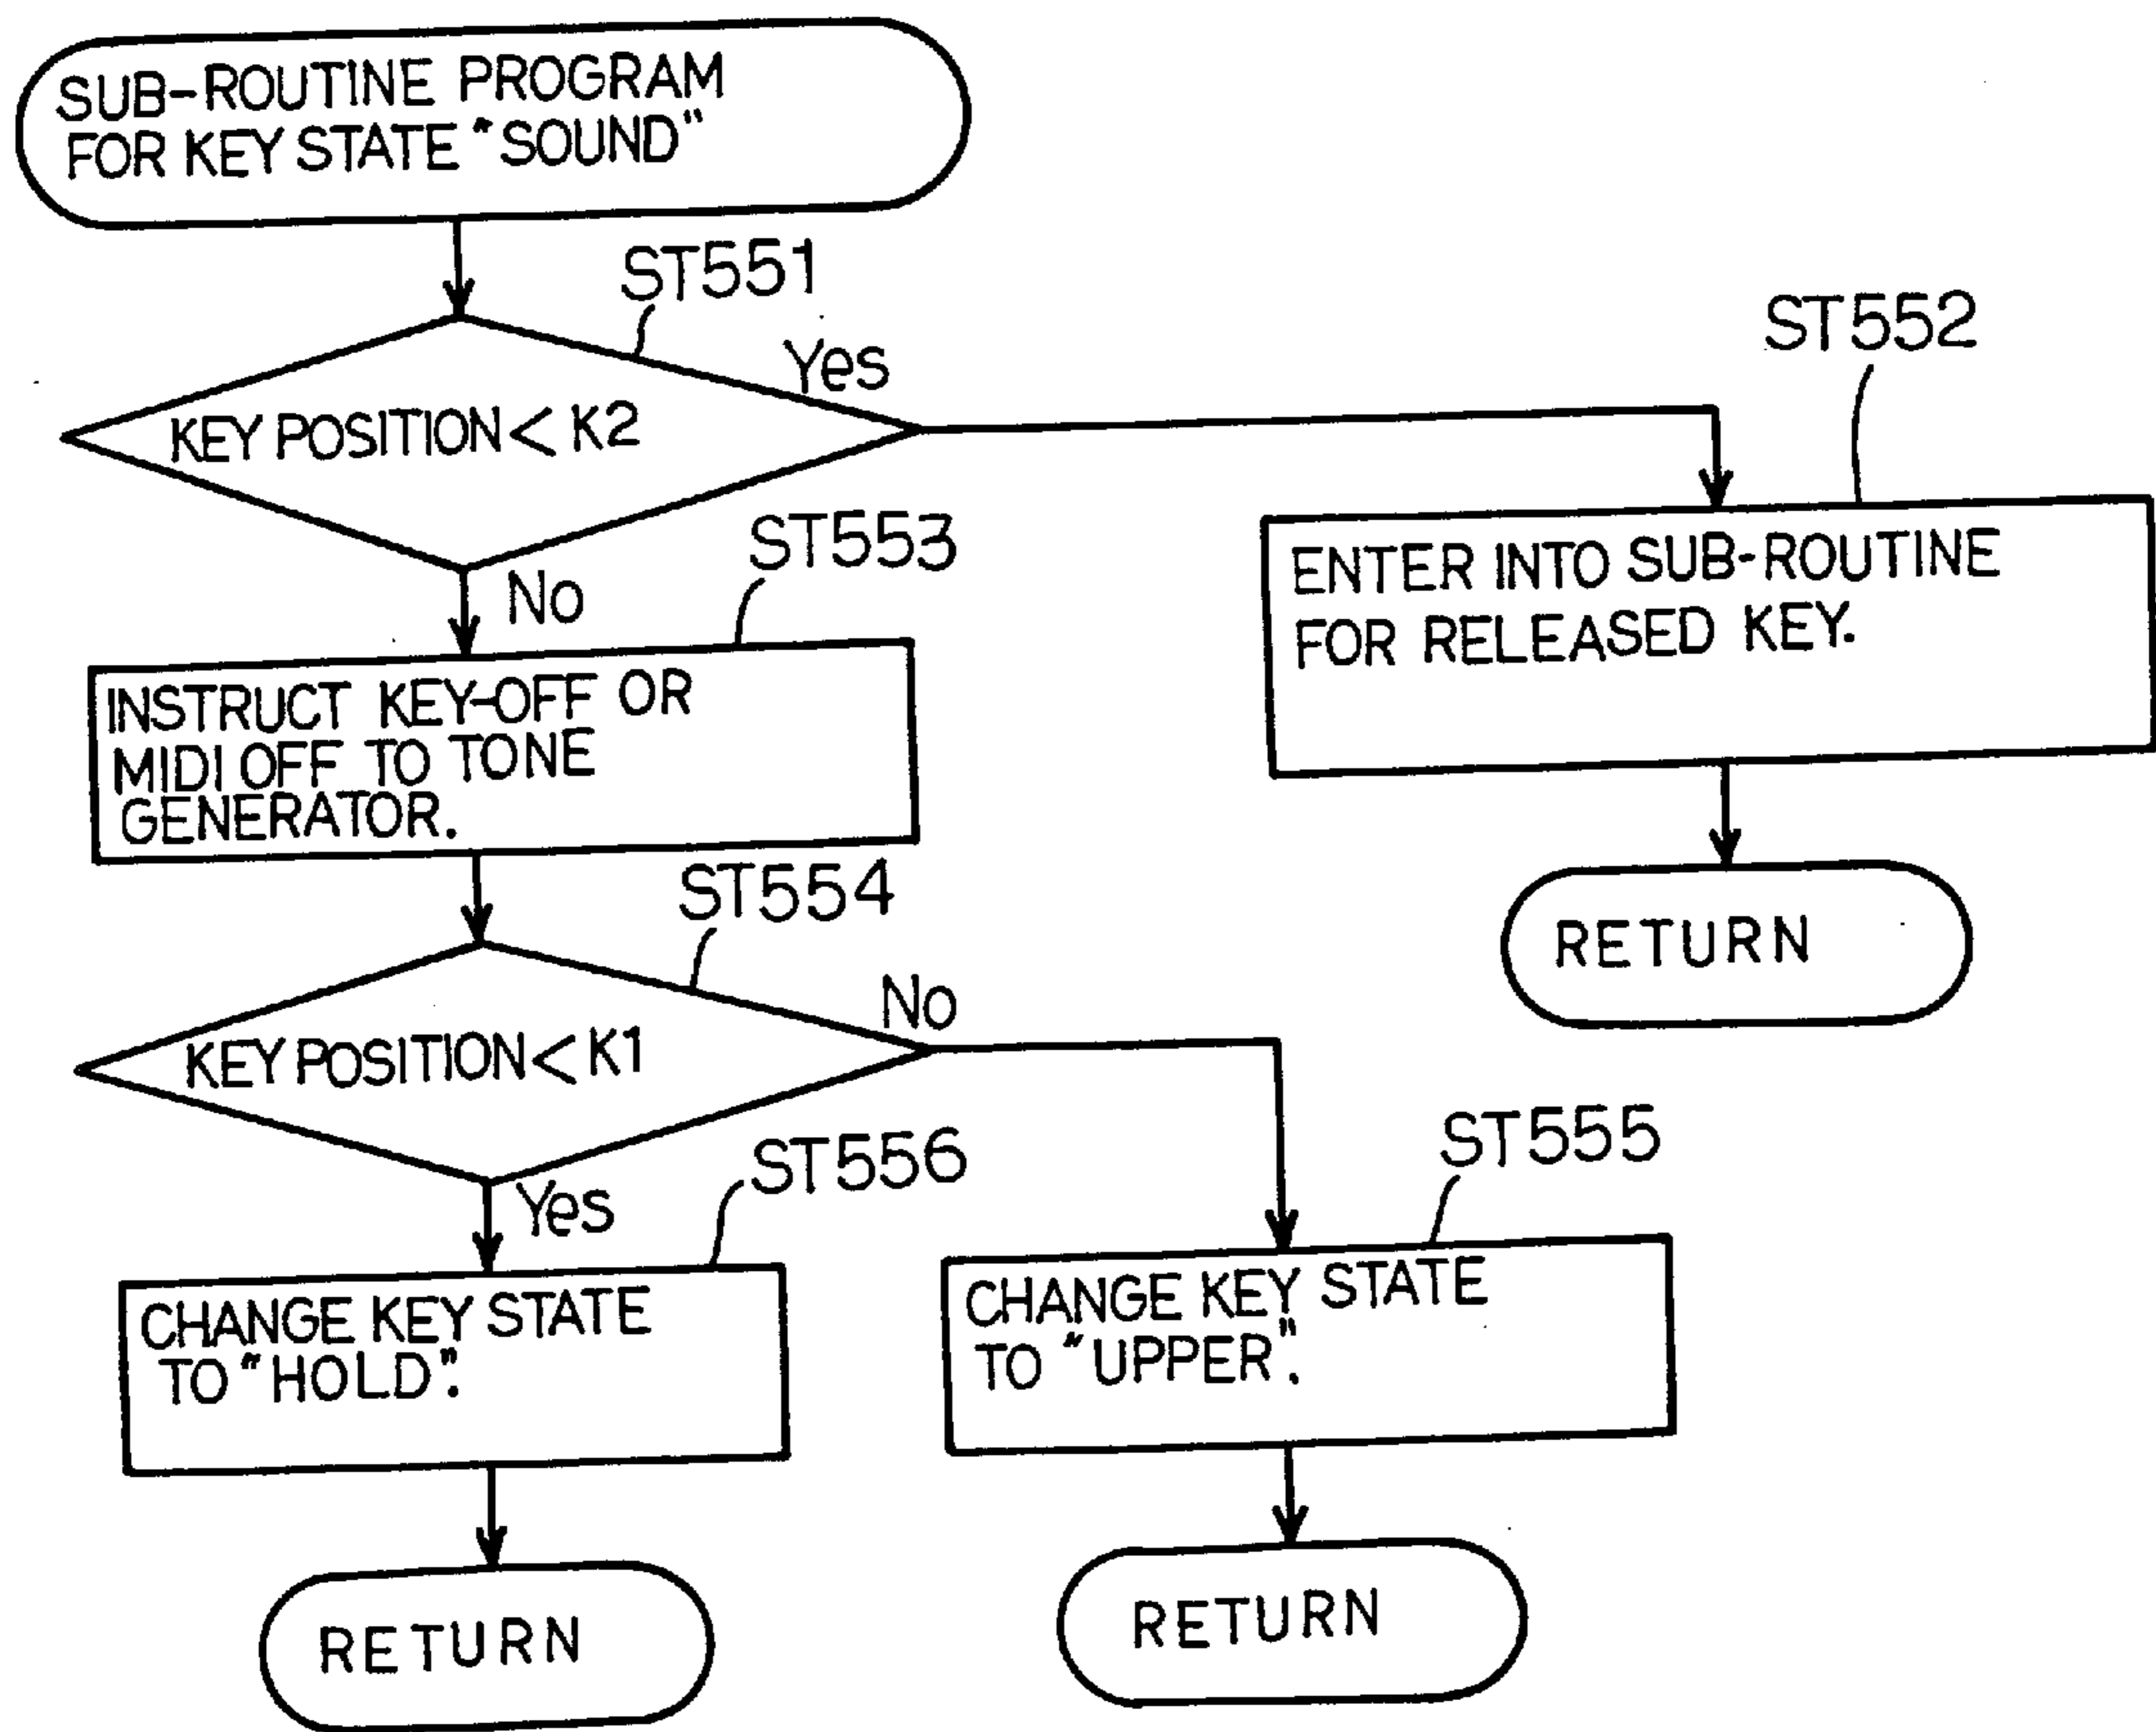 SUB-ROUTINE PROGRAM
FOR KEY STATE "SOUND"
ST551
Yes
KEY POSITION < K2
ST552
ENTER INTO SUB-ROUTINE
FOR RELEASED KEY.
No
ST553
INSTRUCT KEY-OFF OR
MIDI OFF TO TONE
GENERATOR.
RETURN
ST554
No
KEY POSITION < K1
ST555
CHANGE KEY STATE
TO "UPPER".
Yes
ST556
CHANGE KEY STATE
TO "HOLD".
RETURN
RETURN